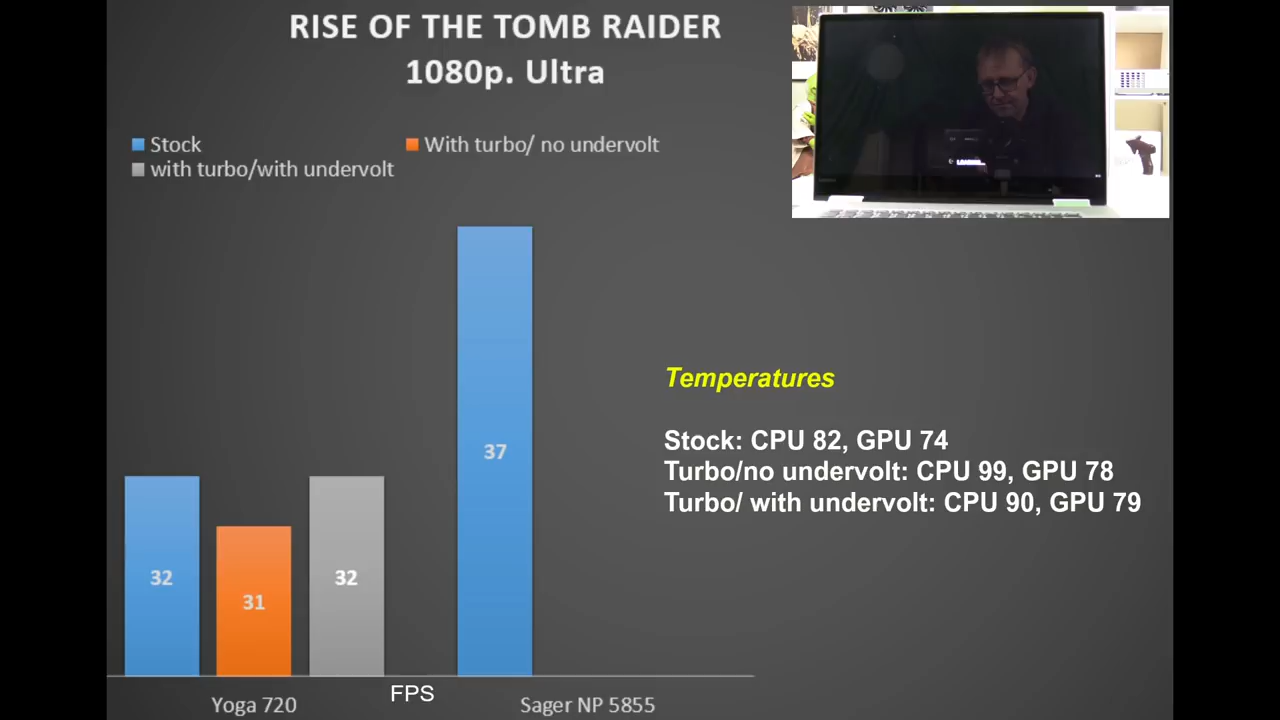 RISE OF THE TOMB RAIDER
1080p. Ultra
Stock
With turbo/ no undervolt
with turbo/with undervolt
37
32
31
32
Temperatures
Stock: CPU 82, GPU 74
Turbo/no undervolt: CPU 99, GPU 78
Turbo/ with undervolt: CPU 90, GPU 79
Yoga 720
FPS
Sager NP 5855